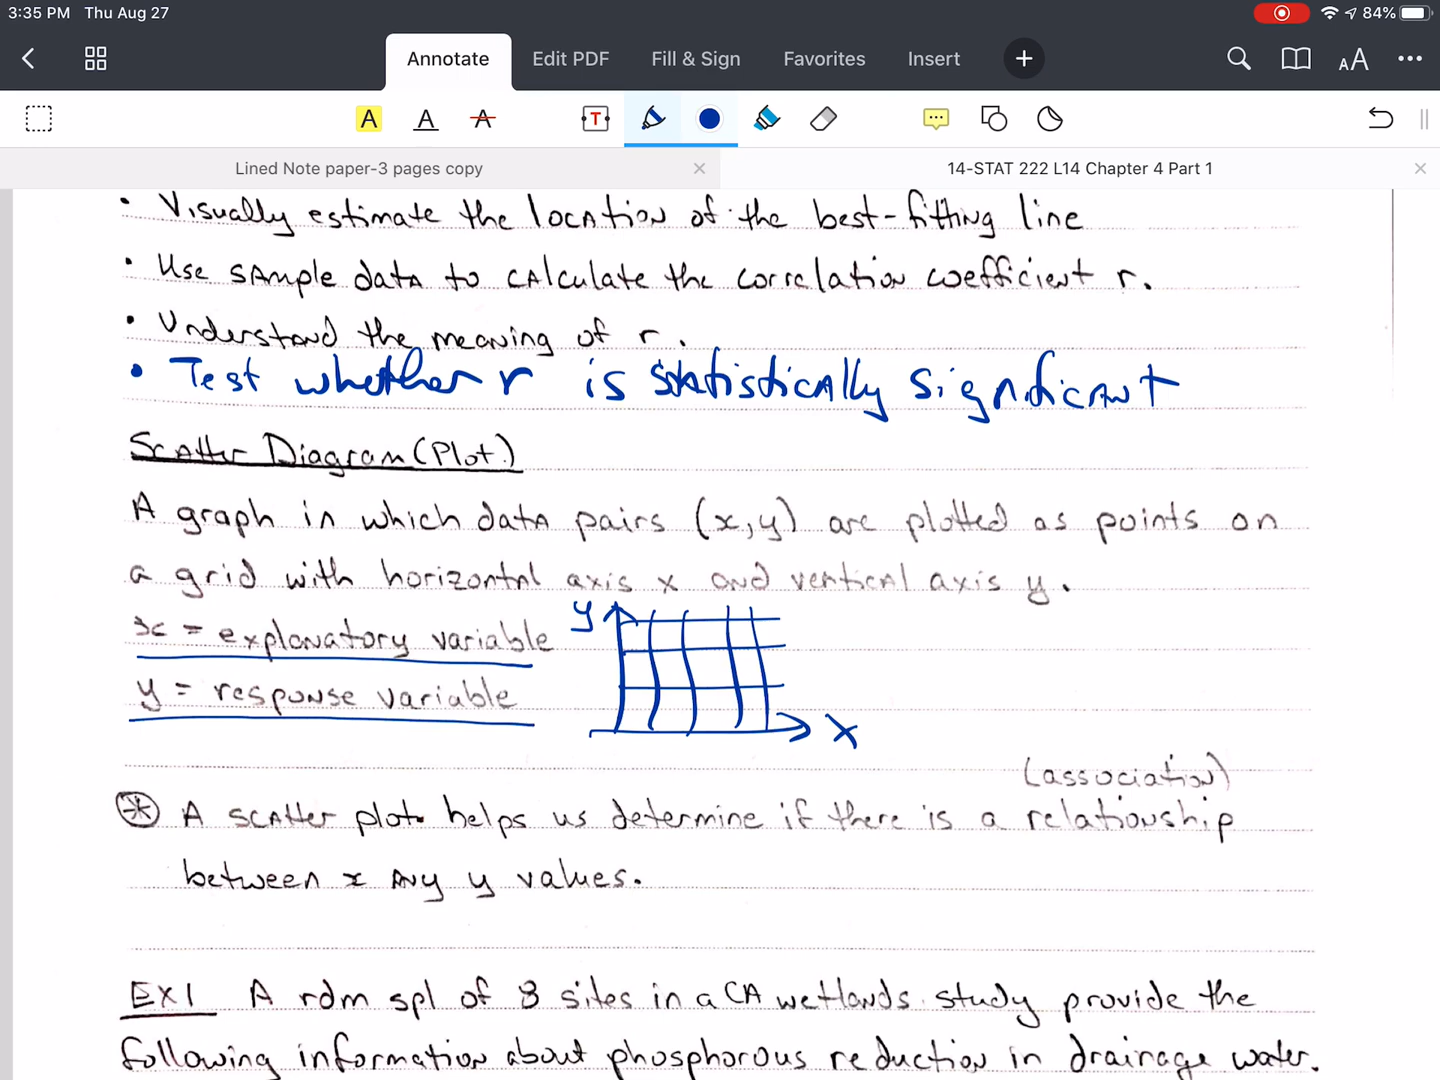 3:35 PM Thu Aug 27 84%
Annotate Edit PDF Fill & Sign Favorites Insert
A A A T
Lined Note paper-3 pages copy 14-STAT 222 L14 Chapter 4 Part 1
• Visually estimate the location of the best-fitting line
• Use sample data to calculate the correlation coefficient r.
• Understand the meaning of r.
• Test whether r is statistically significant
Scatter Diagram (Plot)
A graph in which data pairs (x,y) are plotted as points on
a grid with horizontal axis x and vertical axis y.
x = explanatory variable
y = response variable
y
x
(association)
* A scatter plot helps us determine if there is a relationship
between x any y values.
EX1 A rdm spl of 8 sites in a CA wetlands study provide the
following information about phosphorous reduction in drainage water.